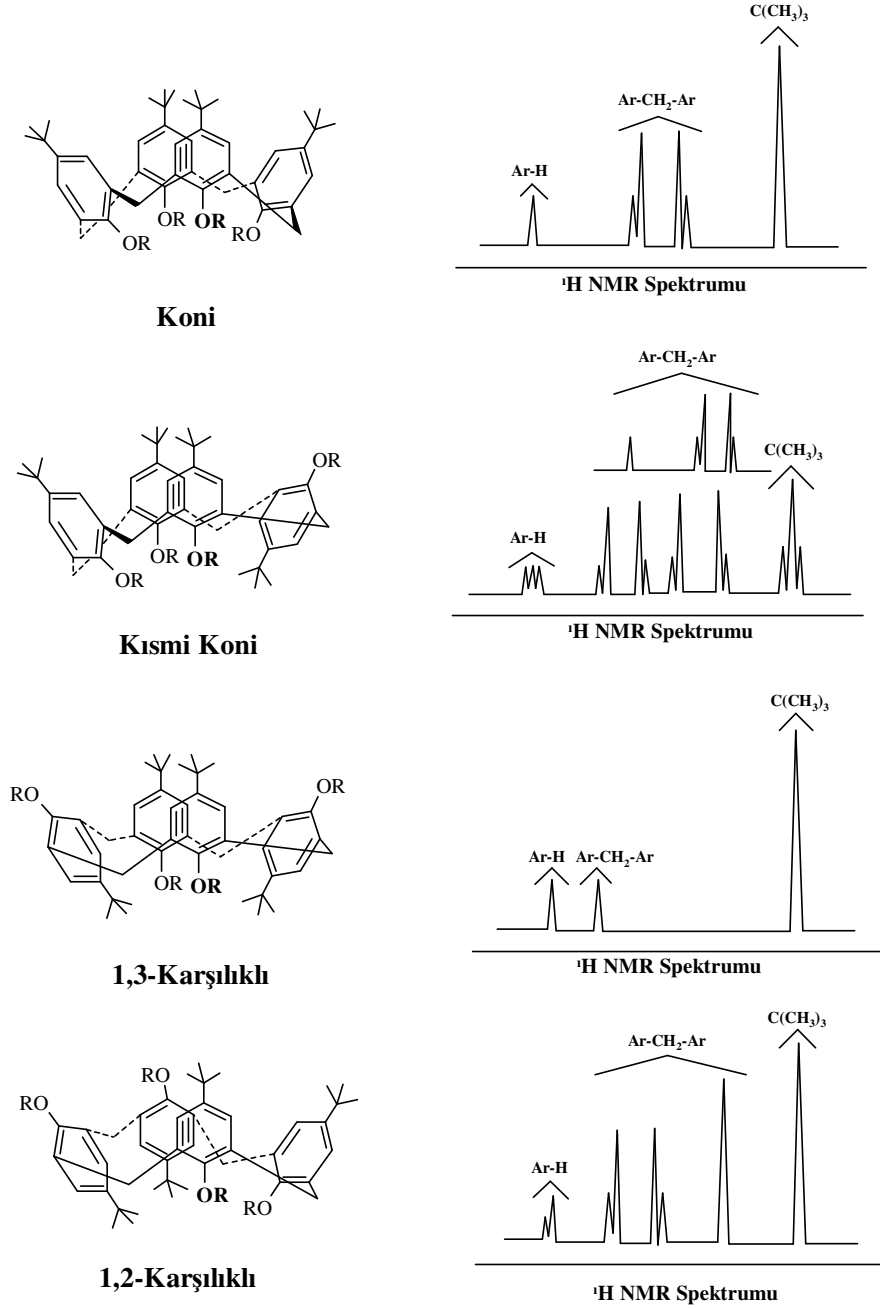 C(CH₃)₃
Ar-CH₂-Ar
Ar-H
OR
OR
OR
RO
¹H NMR Spektrumu
Koni
Ar-CH₂-Ar
C(CH₃)₃
Ar-H
OR
OR
OR
OR
¹H NMR Spektrumu
Kısmi Koni
C(CH₃)₃
Ar-H Ar-CH₂-Ar
RO
OR
OR
OR
¹H NMR Spektrumu
1,3-Karşılıklı
C(CH₃)₃
Ar-CH₂-Ar
Ar-H
RO
RO
OR
RO
¹H NMR Spektrumu
1,2-Karşılıklı